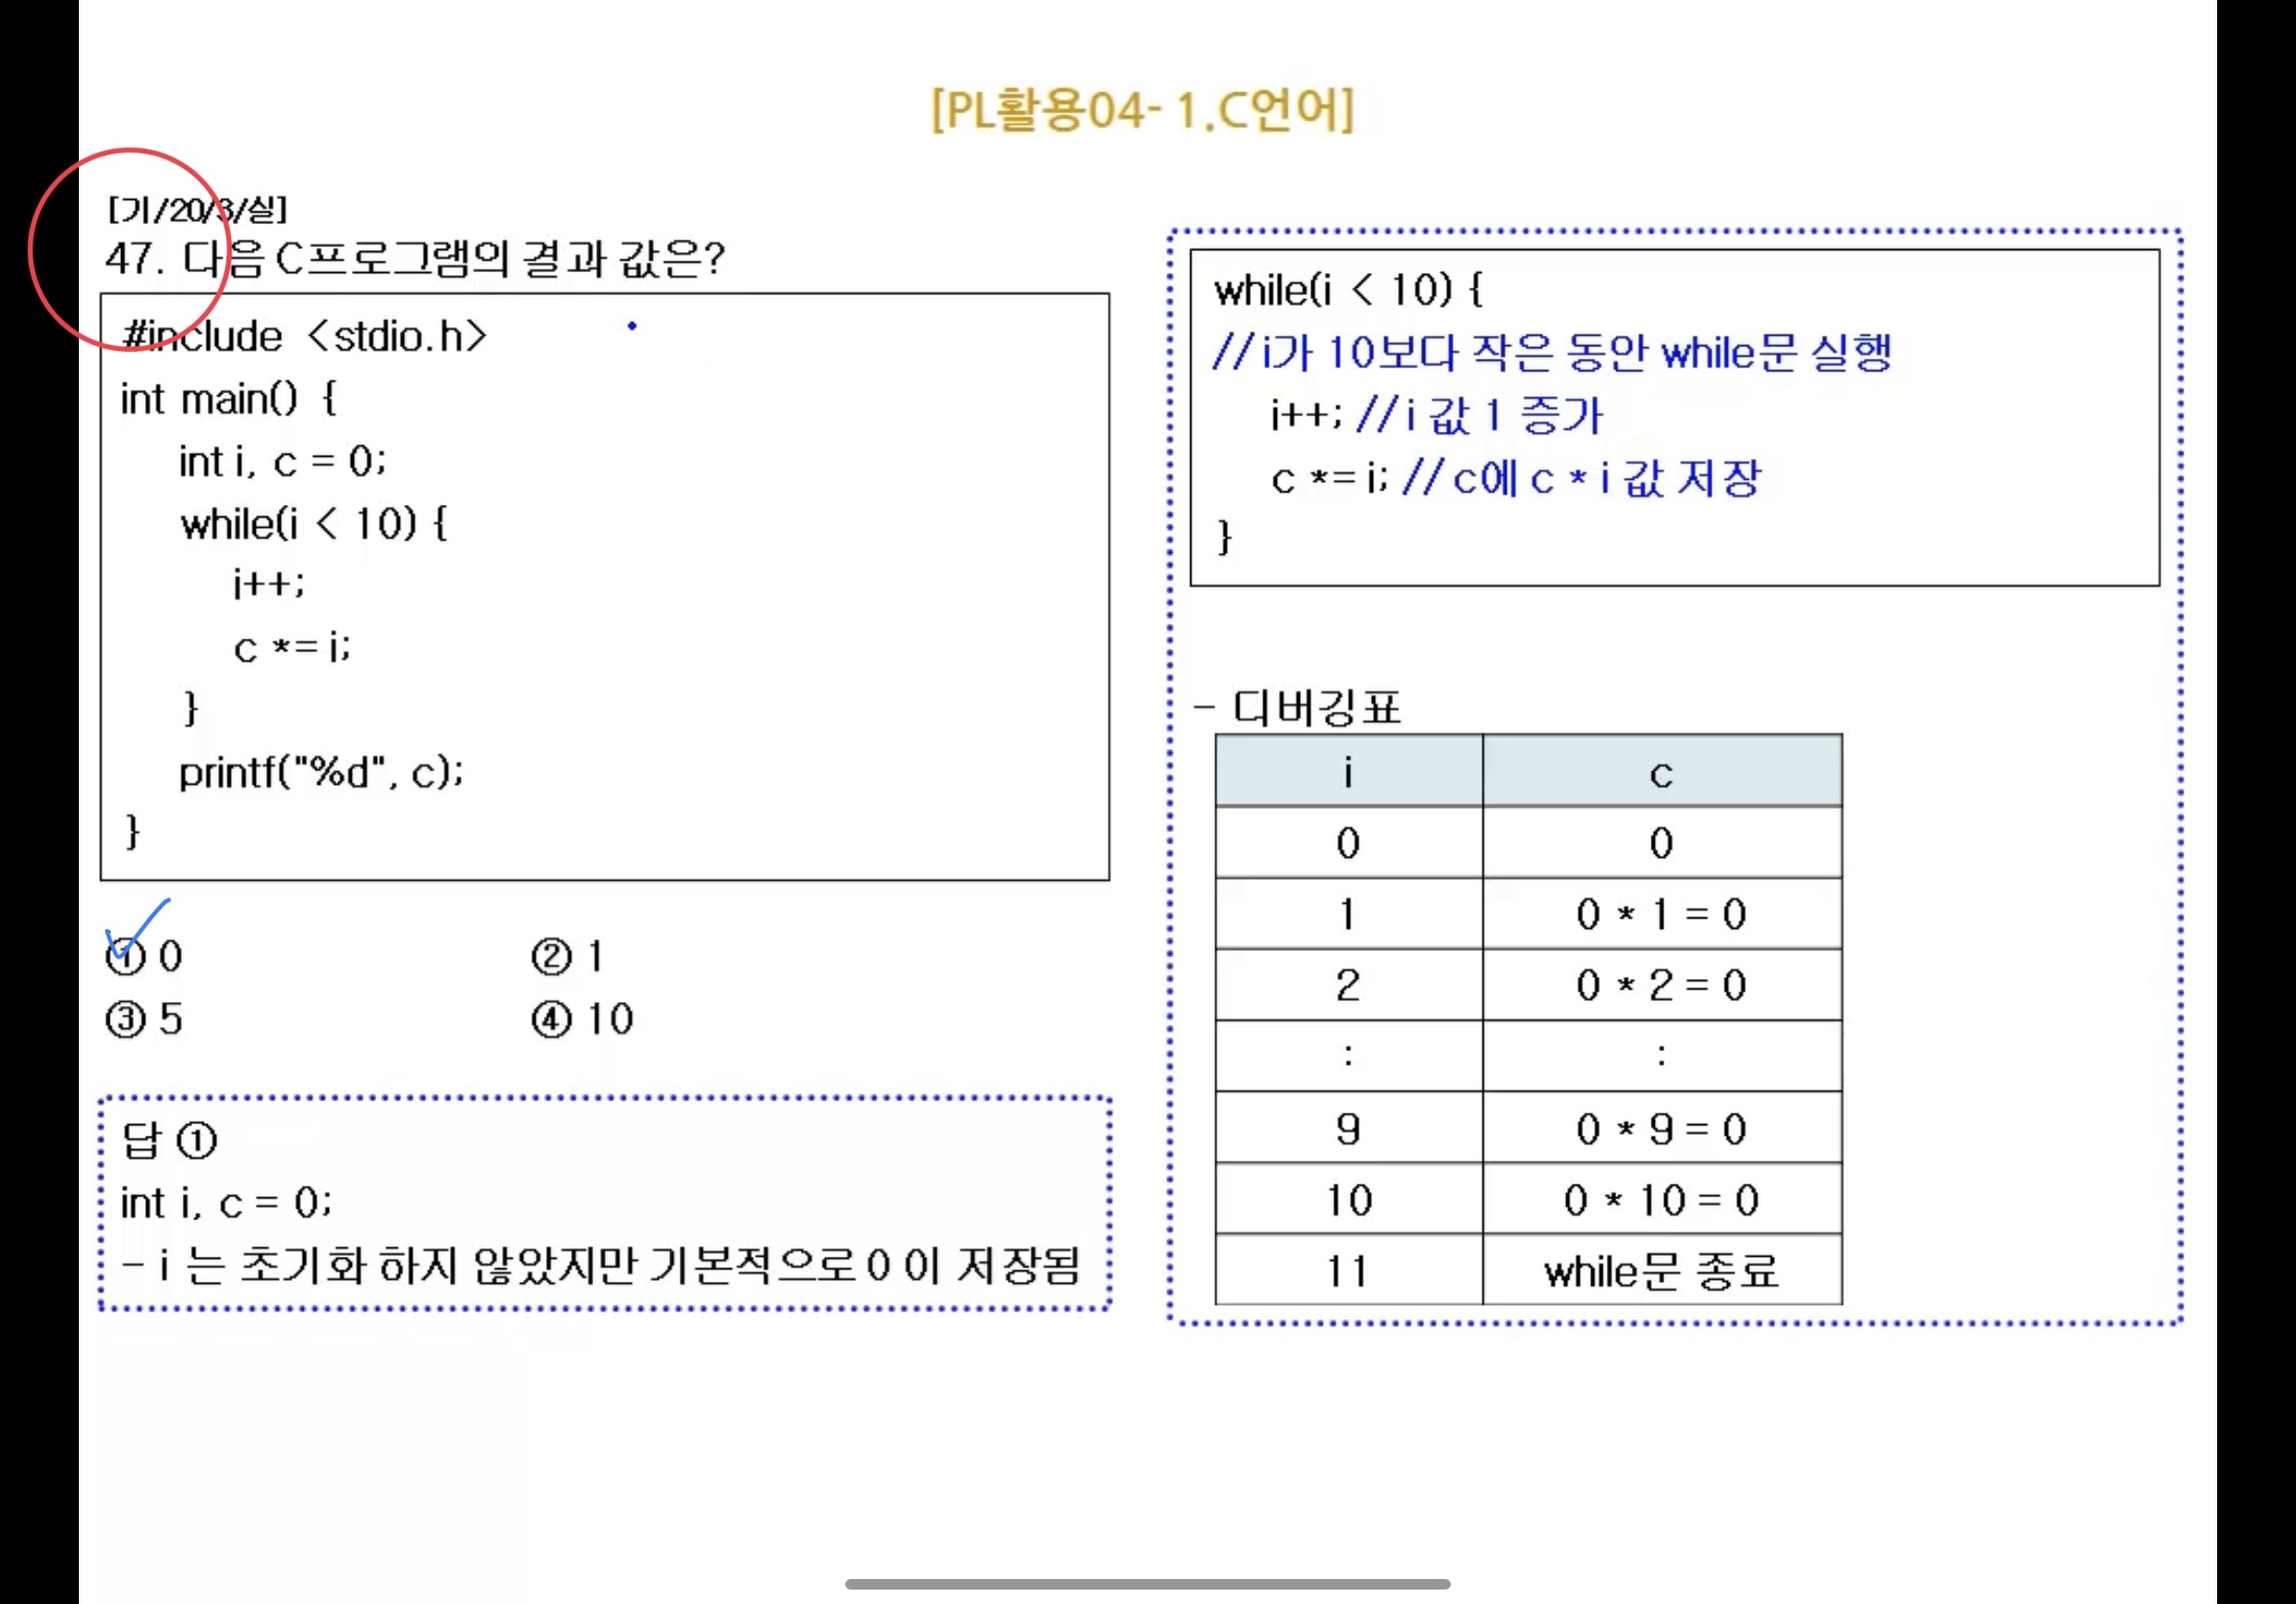 [PL활용04- 1.C언어]
[기/20/3/실]
47. 다음 C프로그램의 결과 값은?
#include <stdio.h>
int main() {
int i, c = 0;
while(i < 10) {
i++;
c *= i;
}
printf("%d", c);
}
① 0
② 1
③ 5
④ 10
답 ①
int i, c = 0;
- i 는 초기화 하지 않았지만 기본적으로 0 이 저장됨
while(i < 10) {
//i가 10보다 작은 동안 while문 실행
i++; //i 값 1 증가
c *= i; //c에 c * i 값 저장
}
- 디버깅표
i c
0 0
1 0 * 1 = 0
2 0 * 2 = 0
: :
9 0 * 9 = 0
10 0 * 10 = 0
11 while문 종료